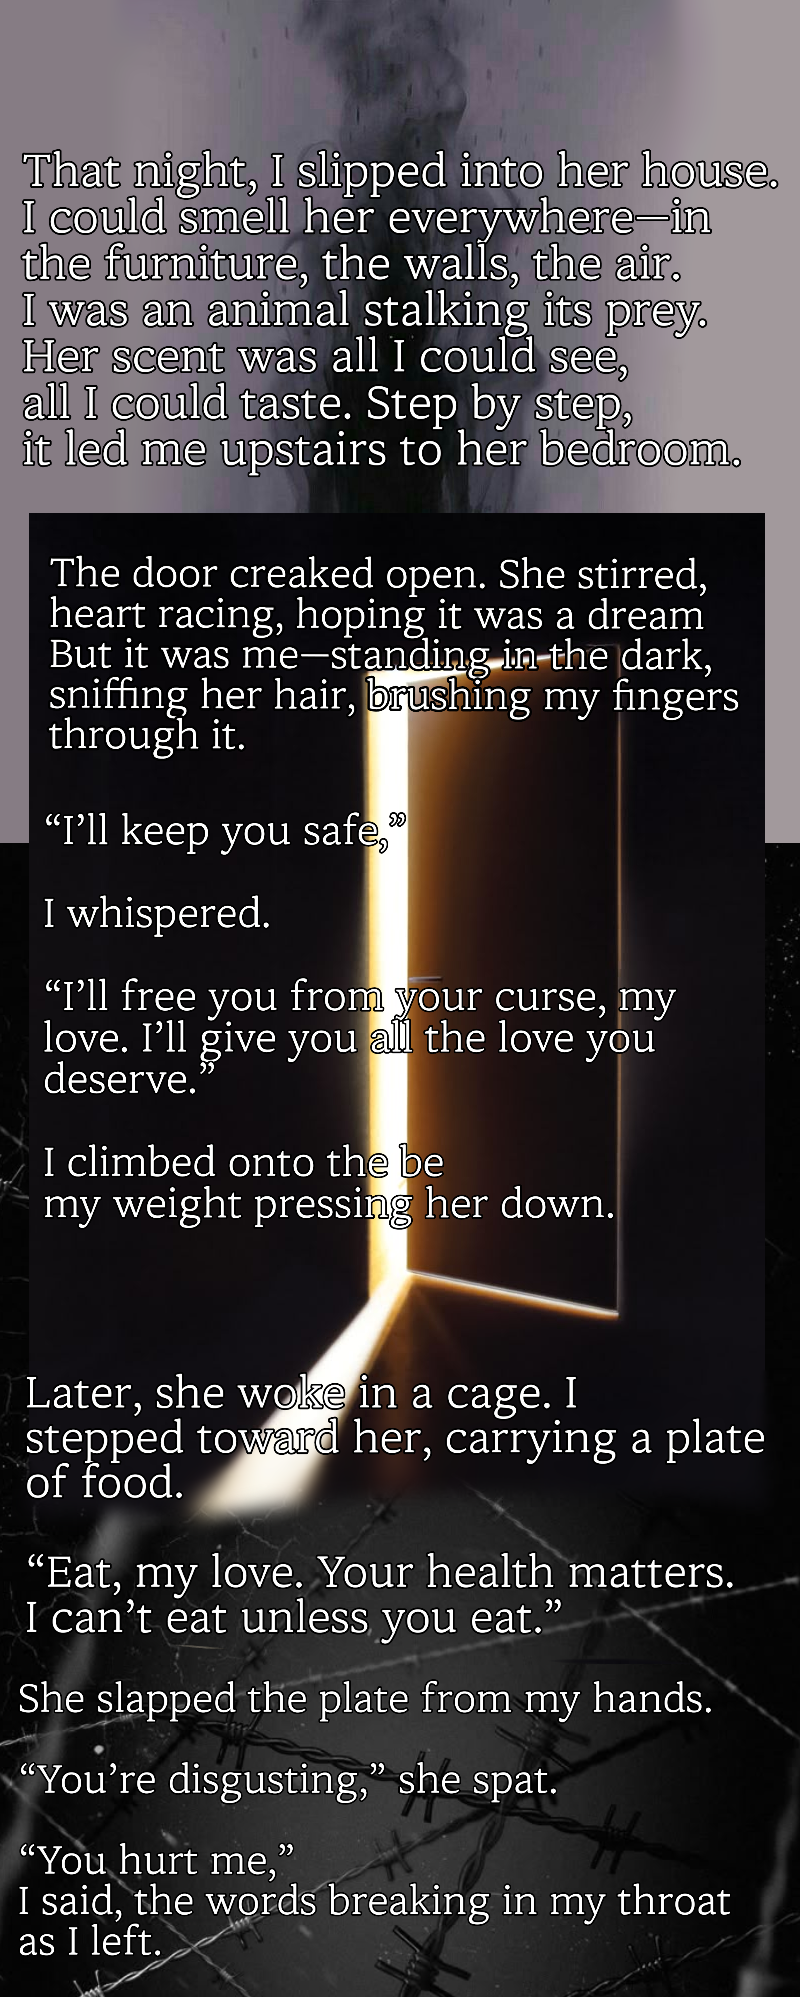 That night, I slipped into her house.
I could smell her everywhere—in
the furniture, the walls, the air.
I was an animal stalking its prey.
Her scent was all I could see,
all I could taste. Step by step,
it led me upstairs to her bedroom.
The door creaked open. She stirred,
heart racing, hoping it was a dream
But it was me—standing in the dark,
sniffing her hair, brushing my fingers
through it.
“I’ll keep you safe,”
I whispered.
“I’ll free you from your curse, my
love. I’ll give you all the love you
deserve.”
I climbed onto the be
my weight pressing her down.
Later, she woke in a cage. I
stepped toward her, carrying a plate
of food.
“Eat, my love. Your health matters.
I can’t eat unless you eat.”
She slapped the plate from my hands.
“You’re disgusting,” she spat.
“You hurt me,”
I said, the words breaking in my throat
as I left.